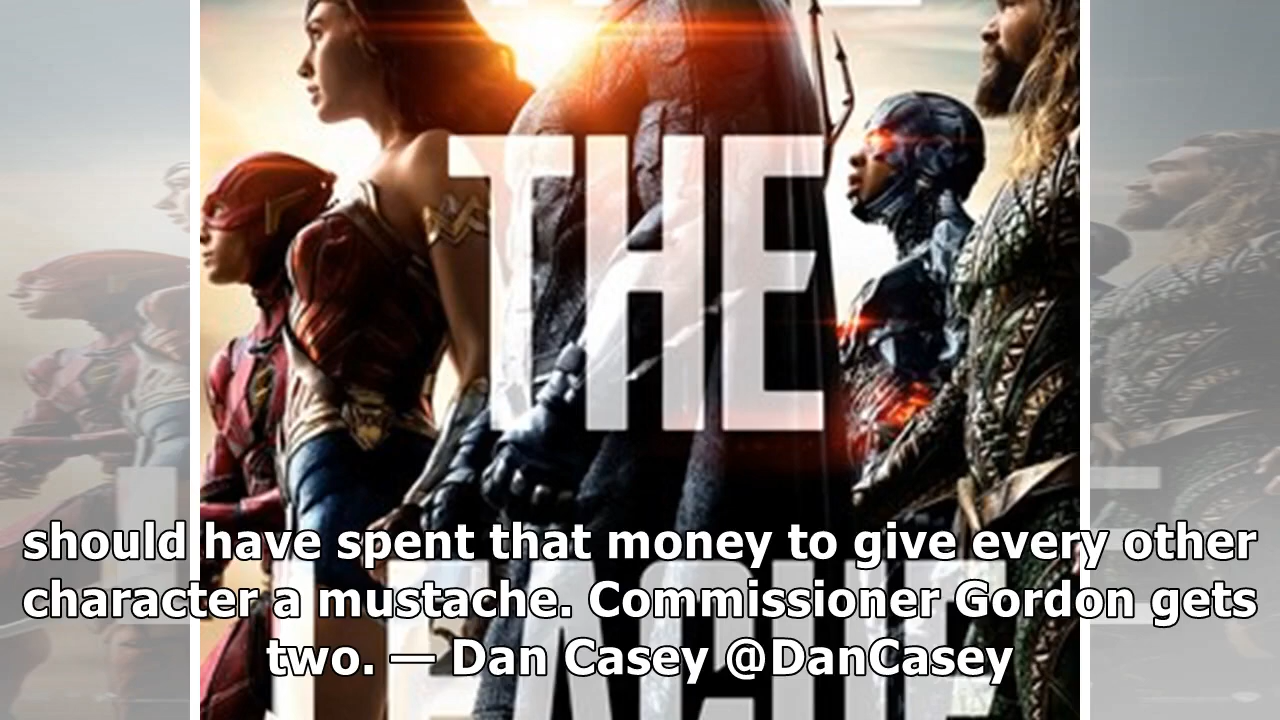 THE
LEAGUE
should have spent that money to give every other
character a mustache. Commissioner Gordon gets
two. — Dan Casey @DanCasey